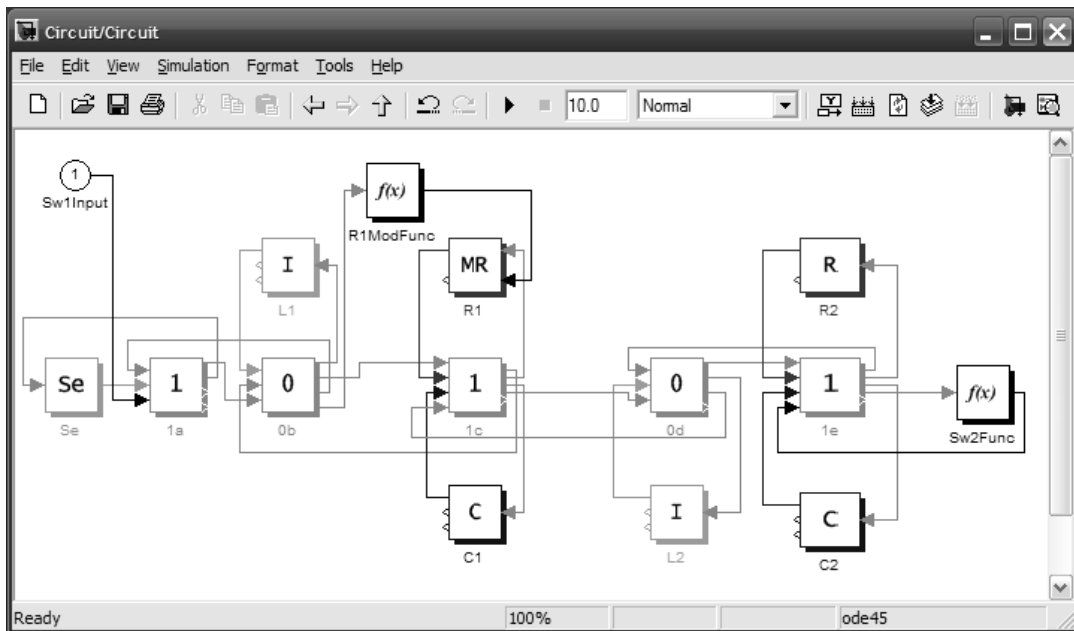 Circuit/Circuit
File Edit View Simulation Format Tools Help
10.0 Normal
1
Sw1Input
f(x)
R1ModFunc
I
L1
MR
R1
R
R2
Se
Se
1
1a
0
0b
1
1c
0
0d
1
1e
f(x)
Sw2Func
C
C1
I
L2
C
C2
Ready 100% ode45